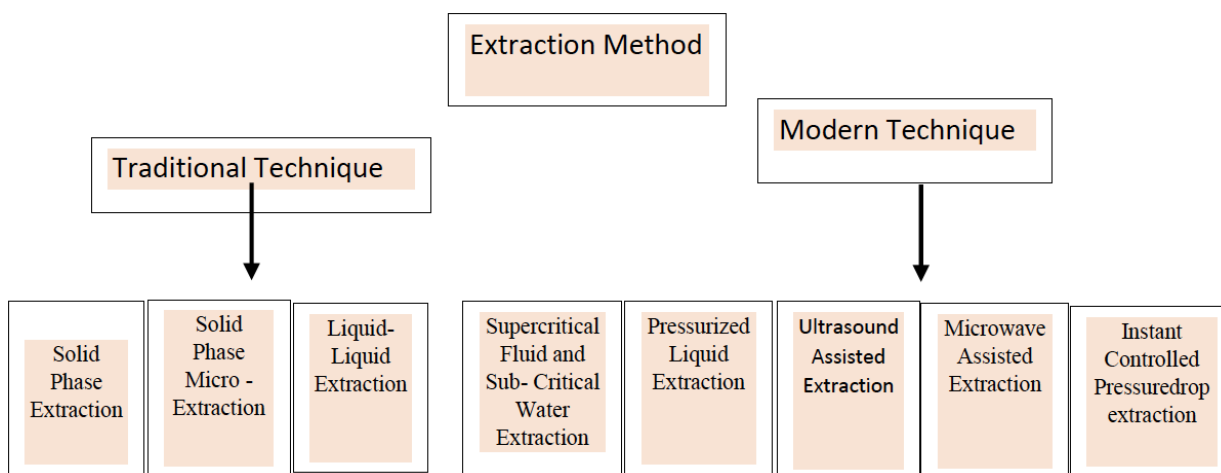 Extraction Method
Modern Technique
Traditional Technique
Solid
Phase
Extraction
Solid
Phase
Micro -
Extraction
Liquid-
Liquid
Extraction
Supercritical
Fluid and
Sub- Critical
Water
Extraction
Pressurized
Liquid
Extraction
Ultrasound
Assisted
Extraction
Microwave
Assisted
Extraction
Instant
Controlled
Pressuredrop
extraction